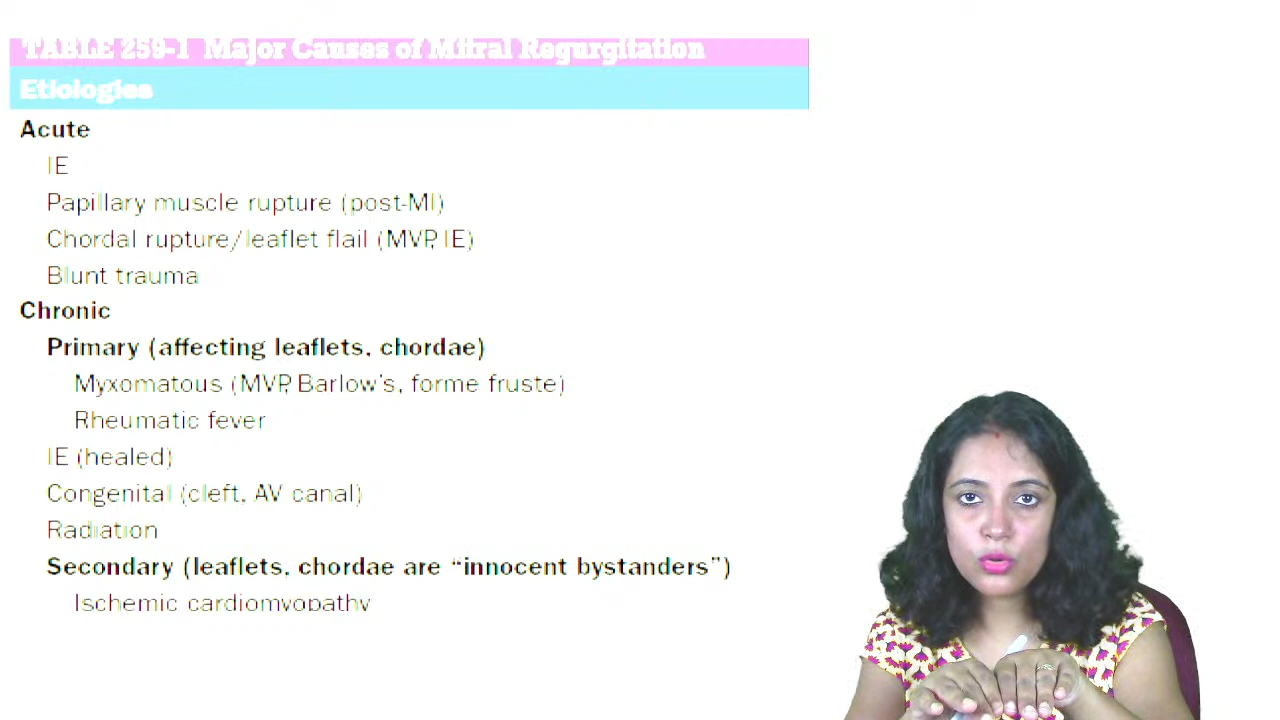 TABLE 259-1 Major Causes of Mitral Regurgitation
Etiologies
Acute
IE
Papillary muscle rupture (post-MI)
Chordal rupture/leaflet flail (MVP, IE)
Blunt trauma
Chronic
Primary (affecting leaflets, chordae)
Myxomatous (MVP, Barlow's, forme fruste)
Rheumatic fever
IE (healed)
Congenital (cleft, AV canal)
Radiation
Secondary (leaflets, chordae are “innocent bystanders”)
Ischemic cardiomyopathy